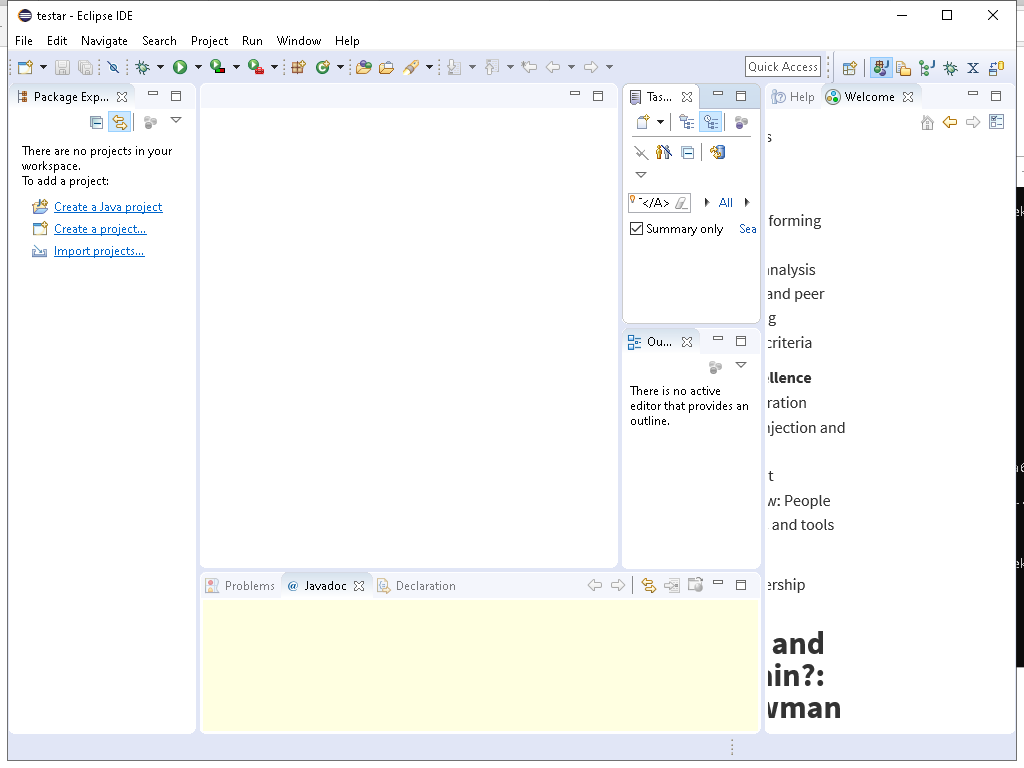 testar - Eclipse IDE
File Edit Navigate Search Project Run Window Help
Quick Access
Package Exp...
There are no projects in your
workspace.
To add a project:
Create a Java project
Create a project...
Import projects...
Tas...
"</A>
All
Summary only
Sea
Ou...
There is no active
editor that provides an
outline.
Help
Welcome
s
forming
analysis
and peer
g
criteria
ellence
ration
njection and
t
w: People
and tools
ership
and
ain?:
wman
Problems
@ Javadoc
Declaration